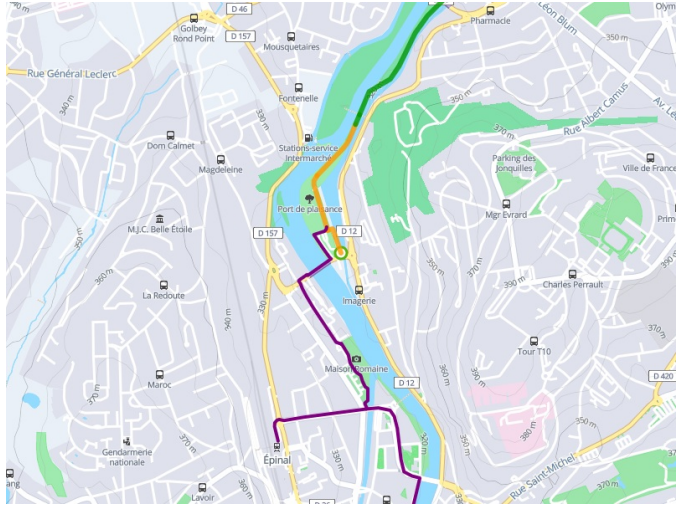 D 46
Léon Blum
Olym
Pharmacie
Golbey
Rond Point
D 157
350 m
Mousquetaires
Rue Général Leclerc
340 m
Fontenelle
350 m
Rue Albert Camus
Av. Lé
Dom Calmet
Stations-service
Intermarché
370 m
Magdeleine
Parking des
Jonquilles
Ville de France
M.J.C. Belle Étoile
Port de plaisance
Mgr Evrard
Prim
350 m
D 157
D 12
360 m
370 m
390 m
Charles Perrault
390 m
La Redoute
330 m
Imagerie
340 m
370 m
Tour T10
Maison Romaine
Maroc
D 12
D 420
370 m
350 m
380 m
Gendarmerie
nationale
370 m
330 m
320 m
Épinal
Rue Saint-Michel
ang
Lavoir
370 m